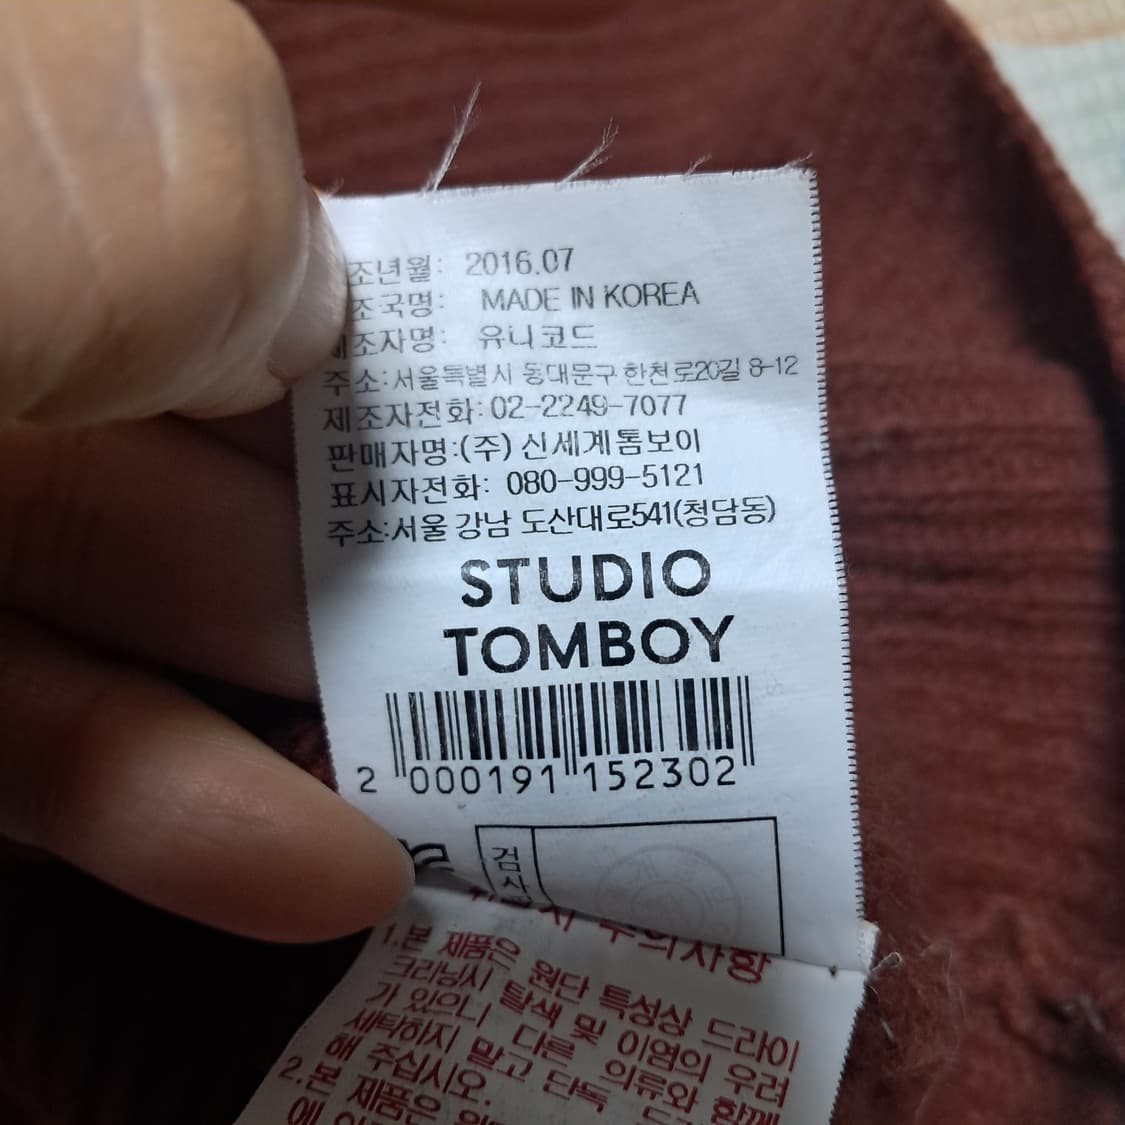 조년월: 2016.07
조국명: MADE IN KOREA
제조자명: 유니코드
주소:서울특별시 동대문구 한천로20길 8-12
제조자전화:02-2249-7077
판매자명:(주) 신세계톰보이
표시자전화: 080-999-5121
주소:서울 강남 도산대로541(청담동)
STUDIO
TOMBOY
2 000191 152302
검사
주의사항
1.본 제품은 원단 특성상 드라이
크리닝시 탈색 및 이염의 우려
가 있으니 다른 의류와 함께
세탁하지 말고 단독
해 주십시오.
2.본 제품은